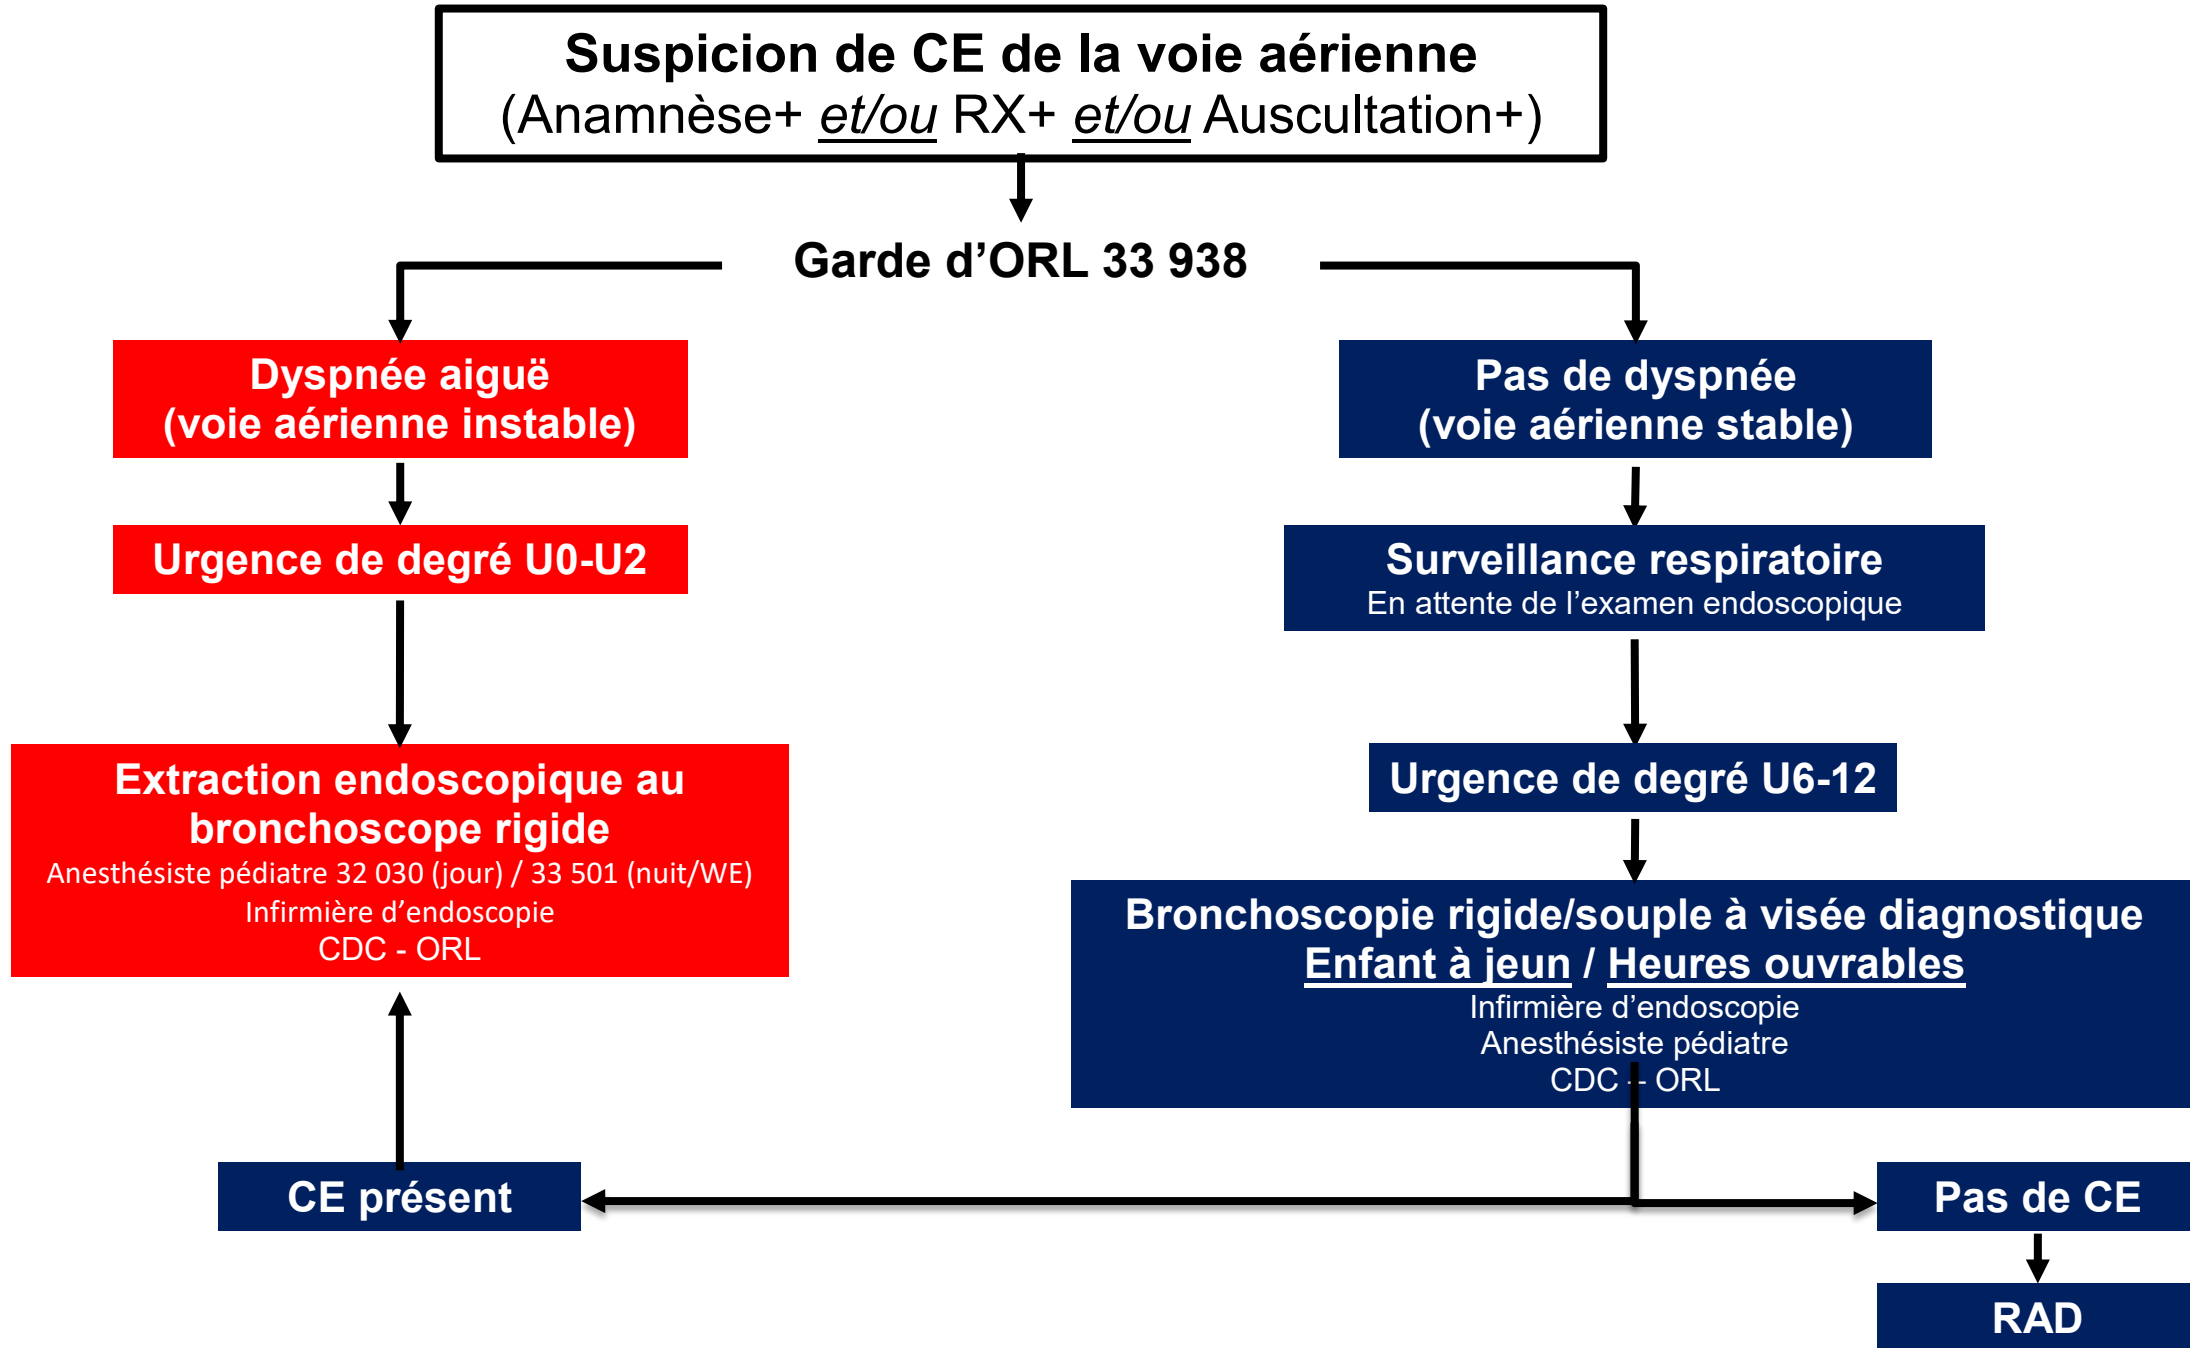 Suspicion de CE de la voie aérienne
(Anamnèse+ et/ou RX+ et/ou Auscultation+)
Garde d’ORL 33 938
Dyspnée aiguë
(voie aérienne instable)
Urgence de degré U0-U2
Extraction endoscopique au
bronchoscope rigide
Anesthésiste pédiatre 32 030 (jour) / 33 501 (nuit/WE)
Infirmière d’endoscopie
CDC - ORL
Pas de dyspnée
(voie aérienne stable)
Surveillance respiratoire
En attente de l’examen endoscopique
Urgence de degré U6-12
Bronchoscopie rigide/souple à visée diagnostique
Enfant à jeun / Heures ouvrables
Infirmière d’endoscopie
Anesthésiste pédiatre
CDC – ORL
CE présent
Pas de CE
RAD